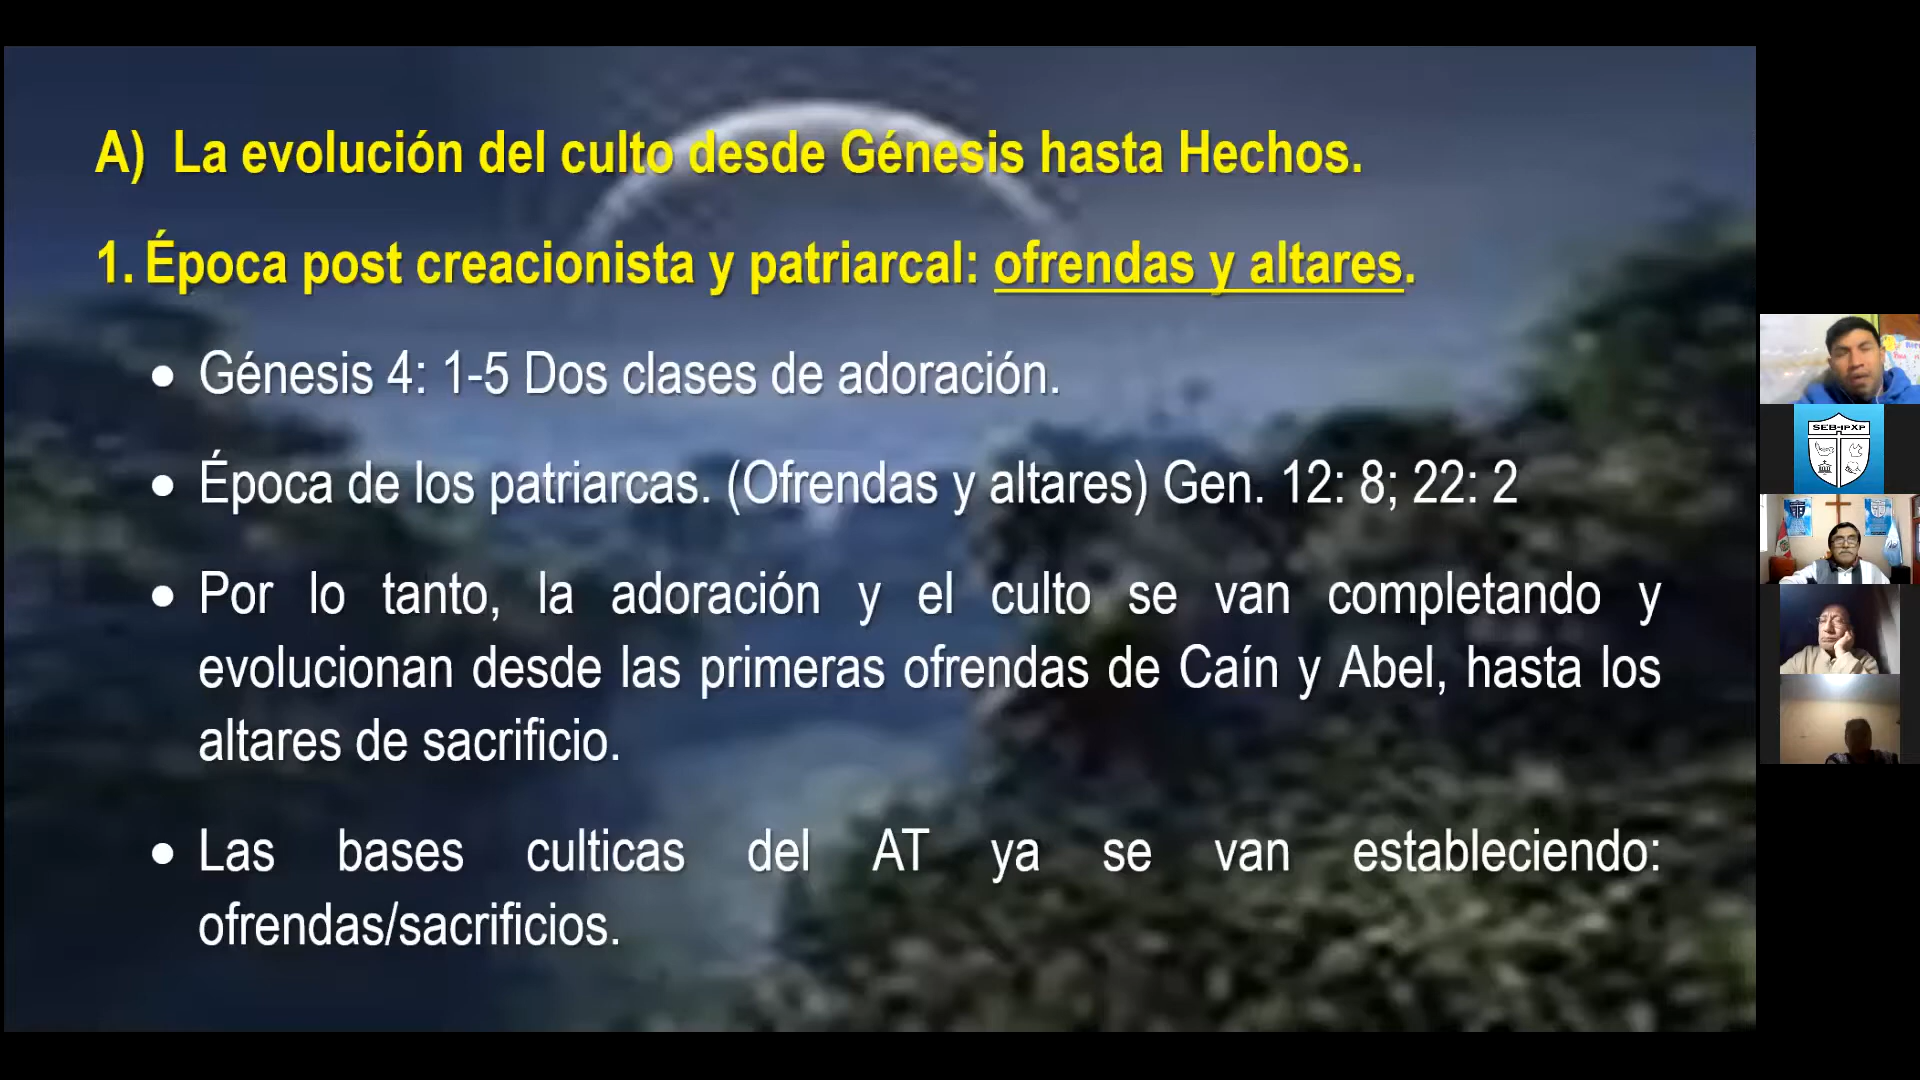 A) La evolución del culto desde Génesis hasta Hechos.
1. Época post creacionista y patriarcal: ofrendas y altares.
• Génesis 4: 1-5 Dos clases de adoración.
• Época de los patriarcas. (Ofrendas y altares) Gen. 12: 8; 22: 2
• Por lo tanto, la adoración y el culto se van completando y
evolucionan desde las primeras ofrendas de Caín y Abel, hasta los
altares de sacrificio.
• Las bases culticas del AT ya se van estableciendo:
ofrendas/sacrificios.
SEB-IPXP